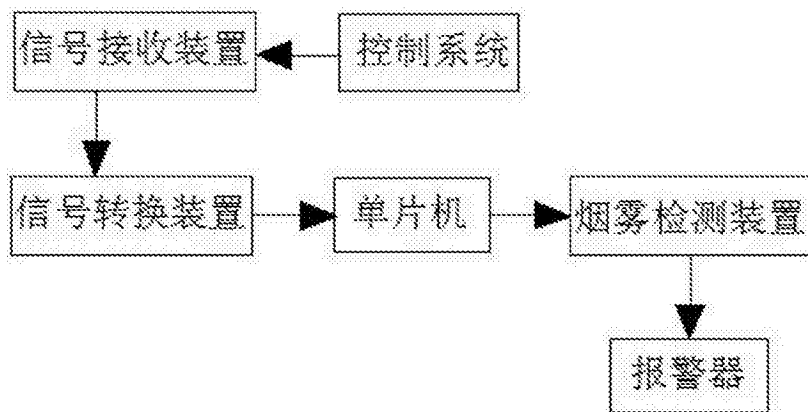 信号接收装置
控制系统
信号转换装置
单片机
烟雾检测装置
报警器